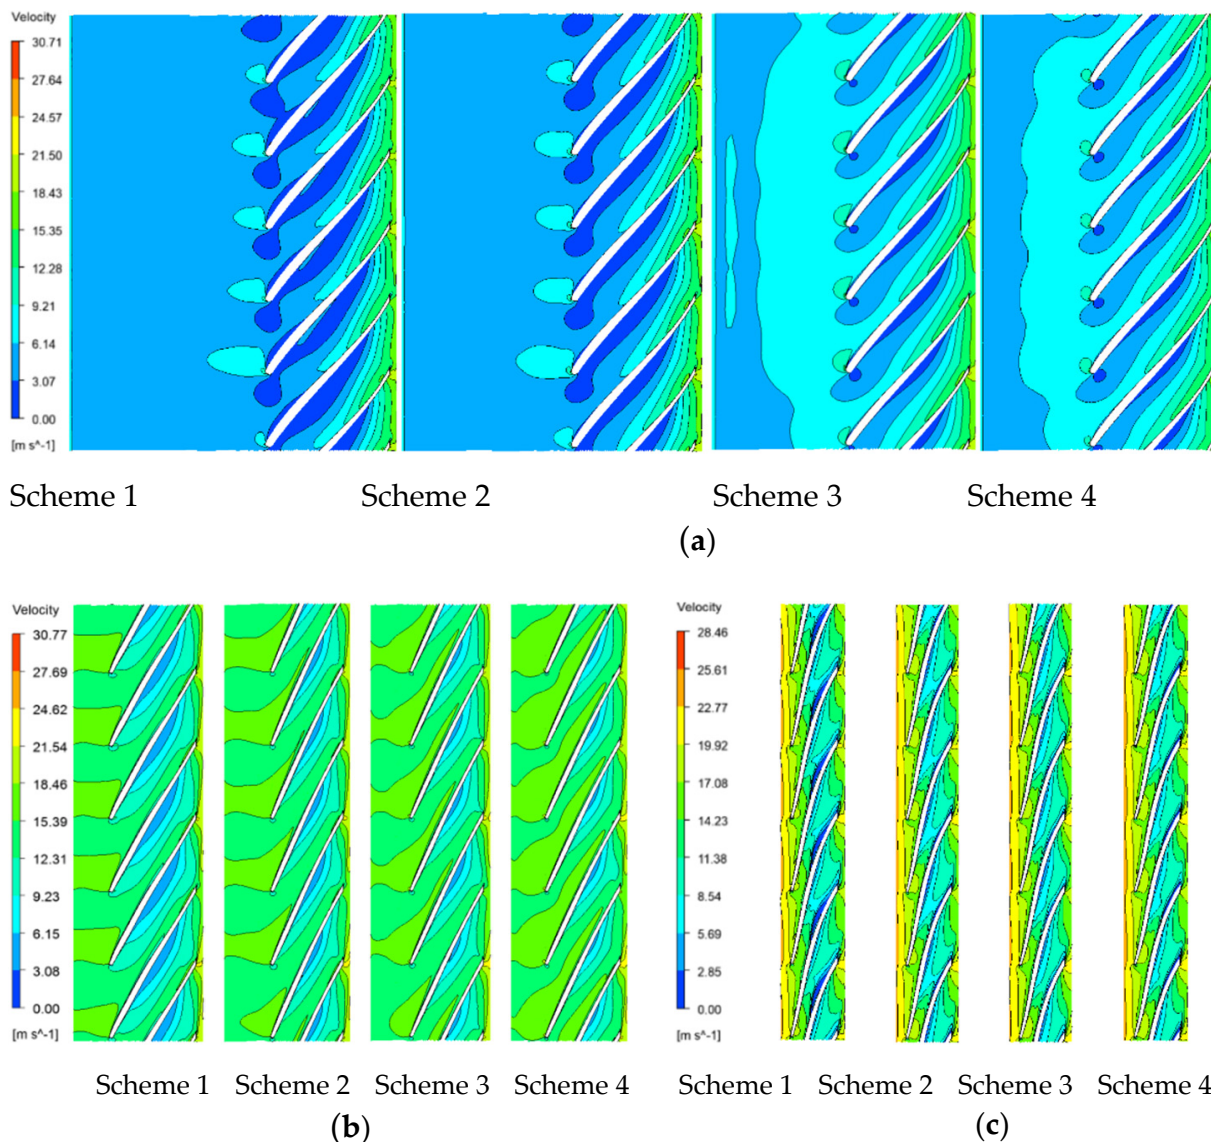 Velocity
30.71
27.64
24.57
21.50
18.43
15.35
12.28
9.21
6.14
3.07
0.00
[m s^-1]
Scheme 1 Scheme 2 Scheme 3 Scheme 4
(a)
Velocity
30.77
27.69
24.62
21.54
18.46
15.39
12.31
9.23
6.15
3.08
0.00
[m s^-1]
Scheme 1 Scheme 2 Scheme 3 Scheme 4
(b)
Velocity
28.46
25.61
22.77
19.92
17.08
14.23
11.38
8.54
5.69
2.85
0.00
[m s^-1]
Scheme 1 Scheme 2 Scheme 3 Scheme 4
(c)